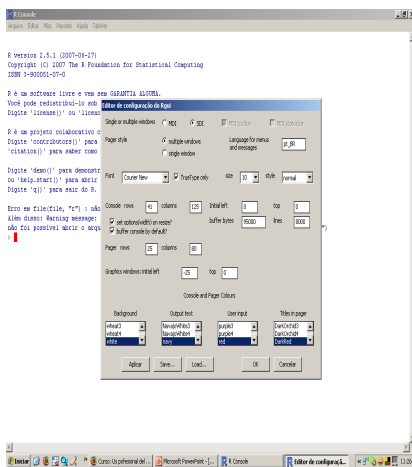 R Console
Arquivo Editar Misc Pacotes Ajuda
R version 2.5.1 (2007-06-27)
Copyright (C) 2007 The R Foundation for Statistical Computing
ISBN 3-900051-07-0
R é um software livre e vem sem GARANTIA ALGUMA.
Você pode redistribuí-lo sob
Digite 'license()' ou 'licenc
R é um projeto colaborativo c
Digite 'contributors()' para
'citation()' para saber como
Digite 'demo()' para demonstr
ou 'help.start()' para abrir
Digite 'q()' para sair do R.
Erro em file(file, "r") : não
Além disso: Warning message:
não foi possível abrir o arqu ")
>
Editor de configuração do Rgui
Single or multiple windows MDI SDI MDI toolbar MDI statusbar
Pager style multiple windows single window Language for menus and messages pt_BR
Font Courier New TrueType only size 10 style normal
Console rows 41 columns 125 Initial left 0 top 0
set options(width) on resize? buffer bytes 95000 lines 8000
buffer console by default?
Pager rows 25 columns 80
Graphics windows: initial left -25 top 0
Console and Pager Colours
Background Output text User input Titles in pager
wheat3 NavajoWhite3 purple3 DarkOrchid3
wheat4 NavajoWhite4 purple4 DarkOrchid4
white navy red DarkRed
Aplicar Save... Load... OK Cancelar
Iniciar Curso: Us profesional del ... Microsoft PowerPoint - [... R Console Editor de configuraçã... 11:26